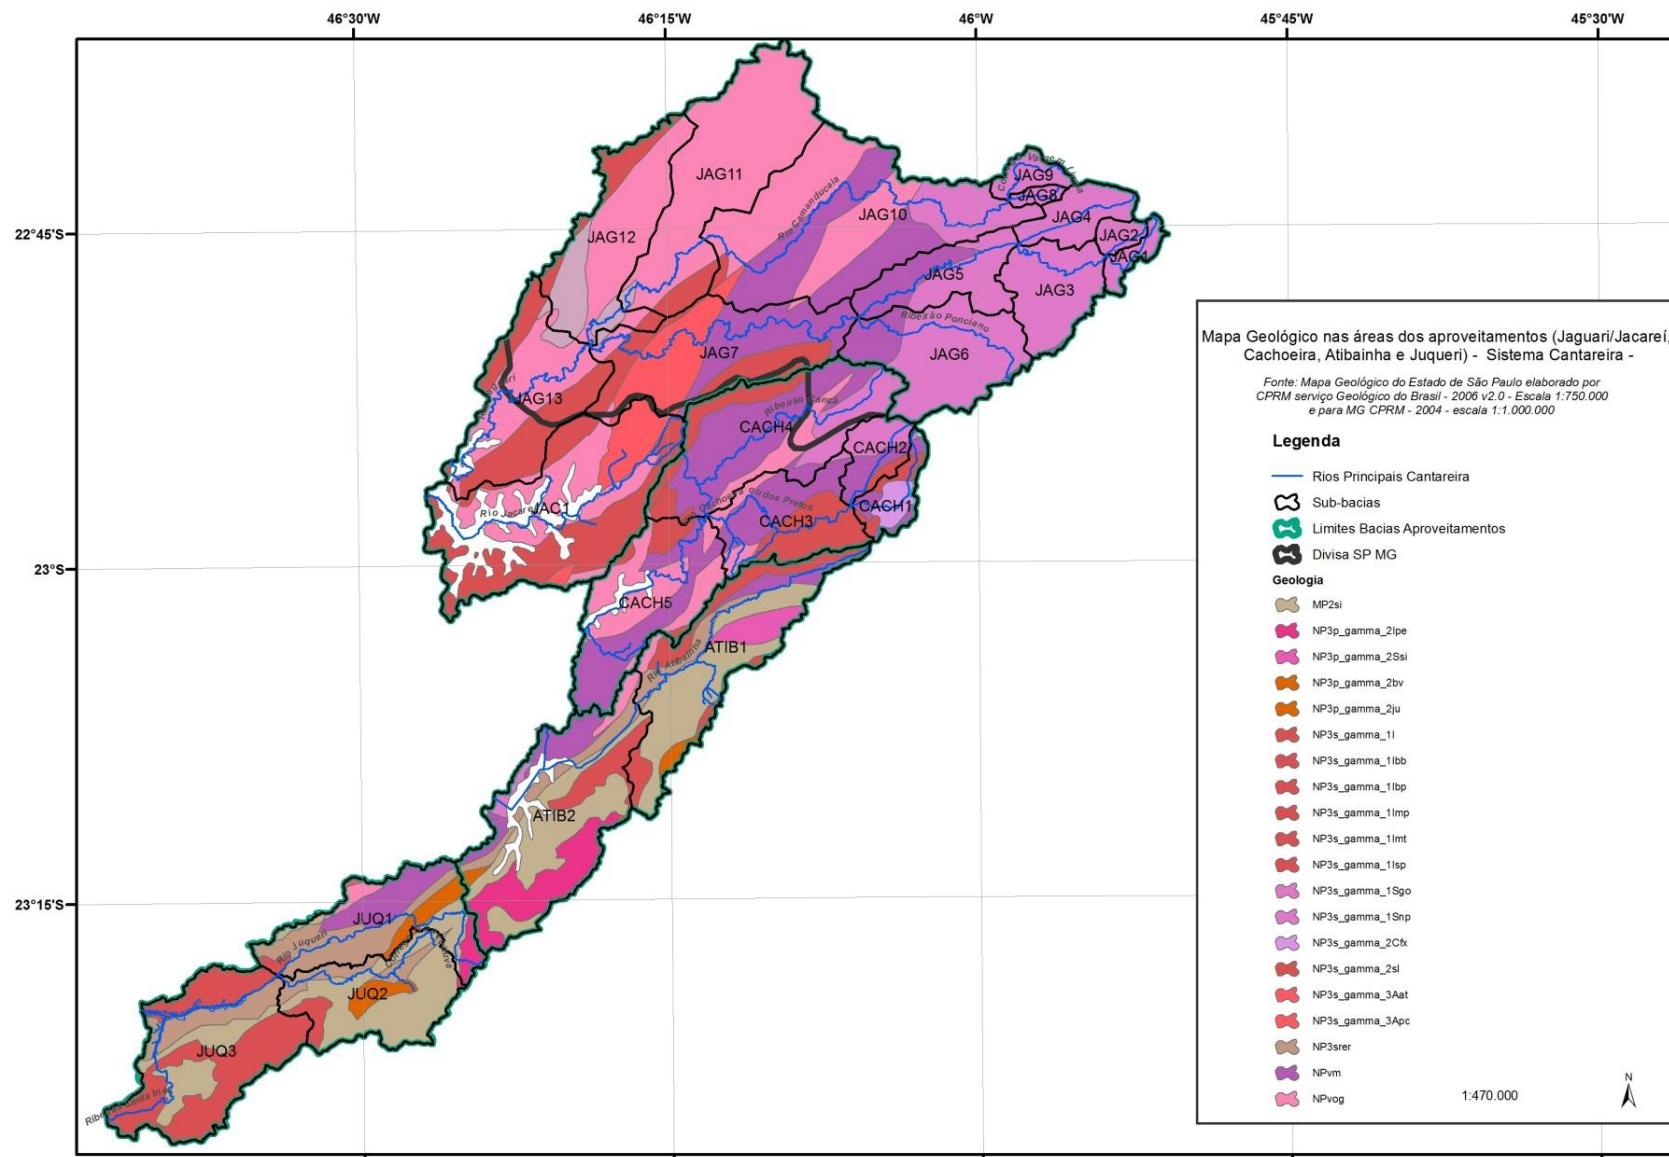 46°30'W
46°15'W
46°W
45°45'W
45°30'W
22°45'S
23°S
23°15'S
JAG11
JAG9
JAG8
JAG10
JAG4
Rio Camanducaia
JAG12
JAG2
JAG1
JAG5
JAG3
Ribeirão Ponciano
JAG7
JAG6
JAG13
CACH4
CACH2
Rio Jacareí
JAC1
CACH3
CACH1
CACH5
Rio Atibainha
ATIB1
ATIB2
JUQ1
Rio Juqueri
JUQ2
JUQ3
Mapa Geológico nas áreas dos aproveitamentos (Jaguari/Jacareí,
Cachoeira, Atibainha e Juqueri) - Sistema Cantareira -
Fonte: Mapa Geológico do Estado de São Paulo elaborado por
CPRM serviço Geológico do Brasil - 2006 v2.0 - Escala 1:750.000
e para MG CPRM - 2004 - escala 1:1.000.000
Legenda
Rios Principais Cantareira
Sub-bacias
Limites Bacias Aproveitamentos
Divisa SP MG
Geologia
MP2si
NP3p_gamma_2Ipe
NP3p_gamma_2Ssi
NP3p_gamma_2bv
NP3p_gamma_2ju
NP3s_gamma_1I
NP3s_gamma_1Ibb
NP3s_gamma_1Ibp
NP3s_gamma_1Imp
NP3s_gamma_1Imt
NP3s_gamma_1Isp
NP3s_gamma_1Sgo
NP3s_gamma_1Snp
NP3s_gamma_2Cfx
NP3s_gamma_2sl
NP3s_gamma_3Aat
NP3s_gamma_3Apc
NP3srer
NPvm
NPvog
1:470.000
N